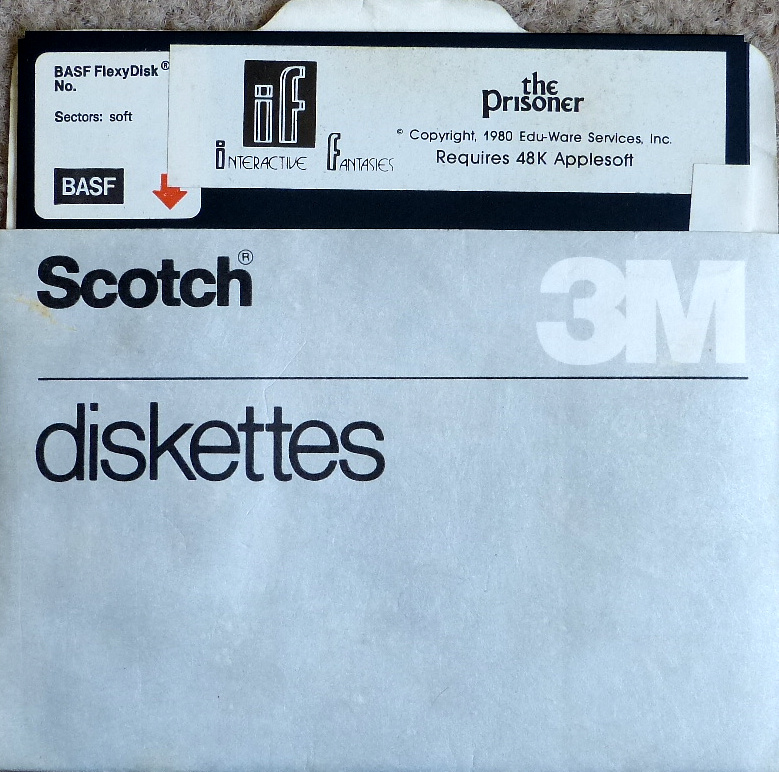 BASF FlexyDisk®
No.
Sectors: soft
BASF
if
Interactive Fantasies
the
Prisoner
© Copyright, 1980 Edu-Ware Services, Inc.
Requires 48K Applesoft
Scotch®
3M
diskettes